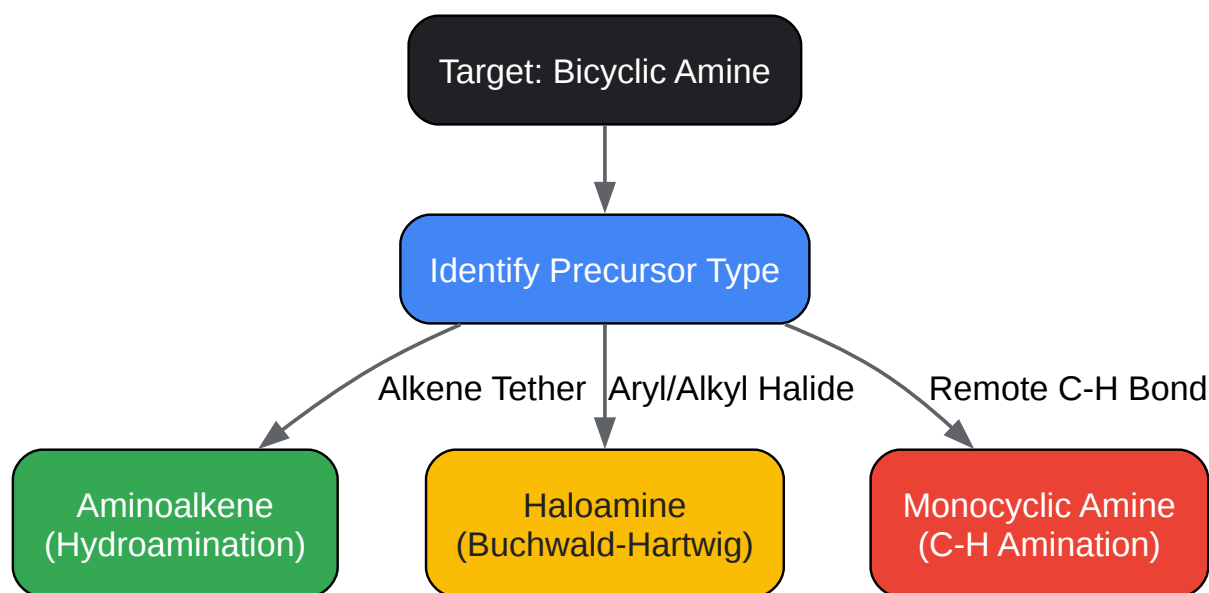 Target: Bicyclic Amine
Identify Precursor Type
Alkene Tether
Aryl/Alkyl Halide
Remote C-H Bond
Aminoalkene
(Hydroamination)
Haloamine
(Buchwald-Hartwig)
Monocyclic Amine
(C-H Amination)